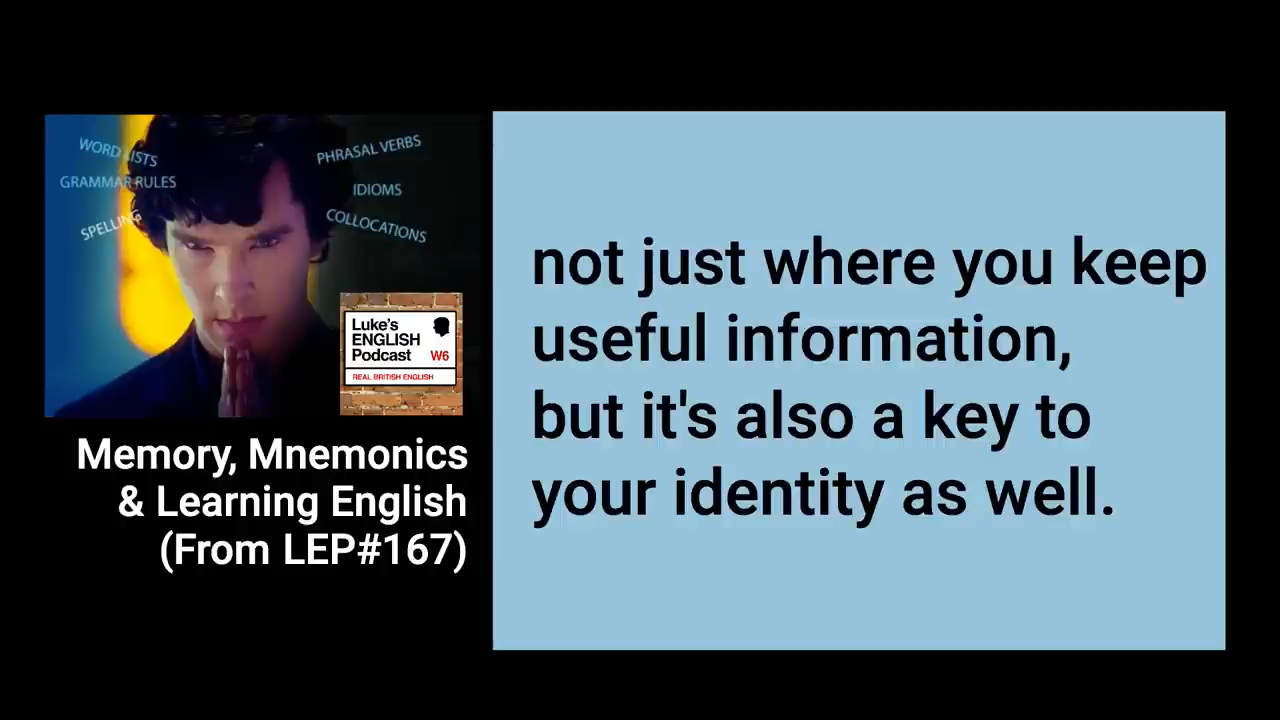 WORD LISTS
GRAMMAR RULES
SPELLING
PHRASAL VERBS
IDIOMS
COLLOCATIONS
Luke's
ENGLISH
Podcast W6
REAL BRITISH ENGLISH
Memory, Mnemonics
& Learning English
(From LEP#167)
not just where you keep
useful information,
but it's also a key to
your identity as well.